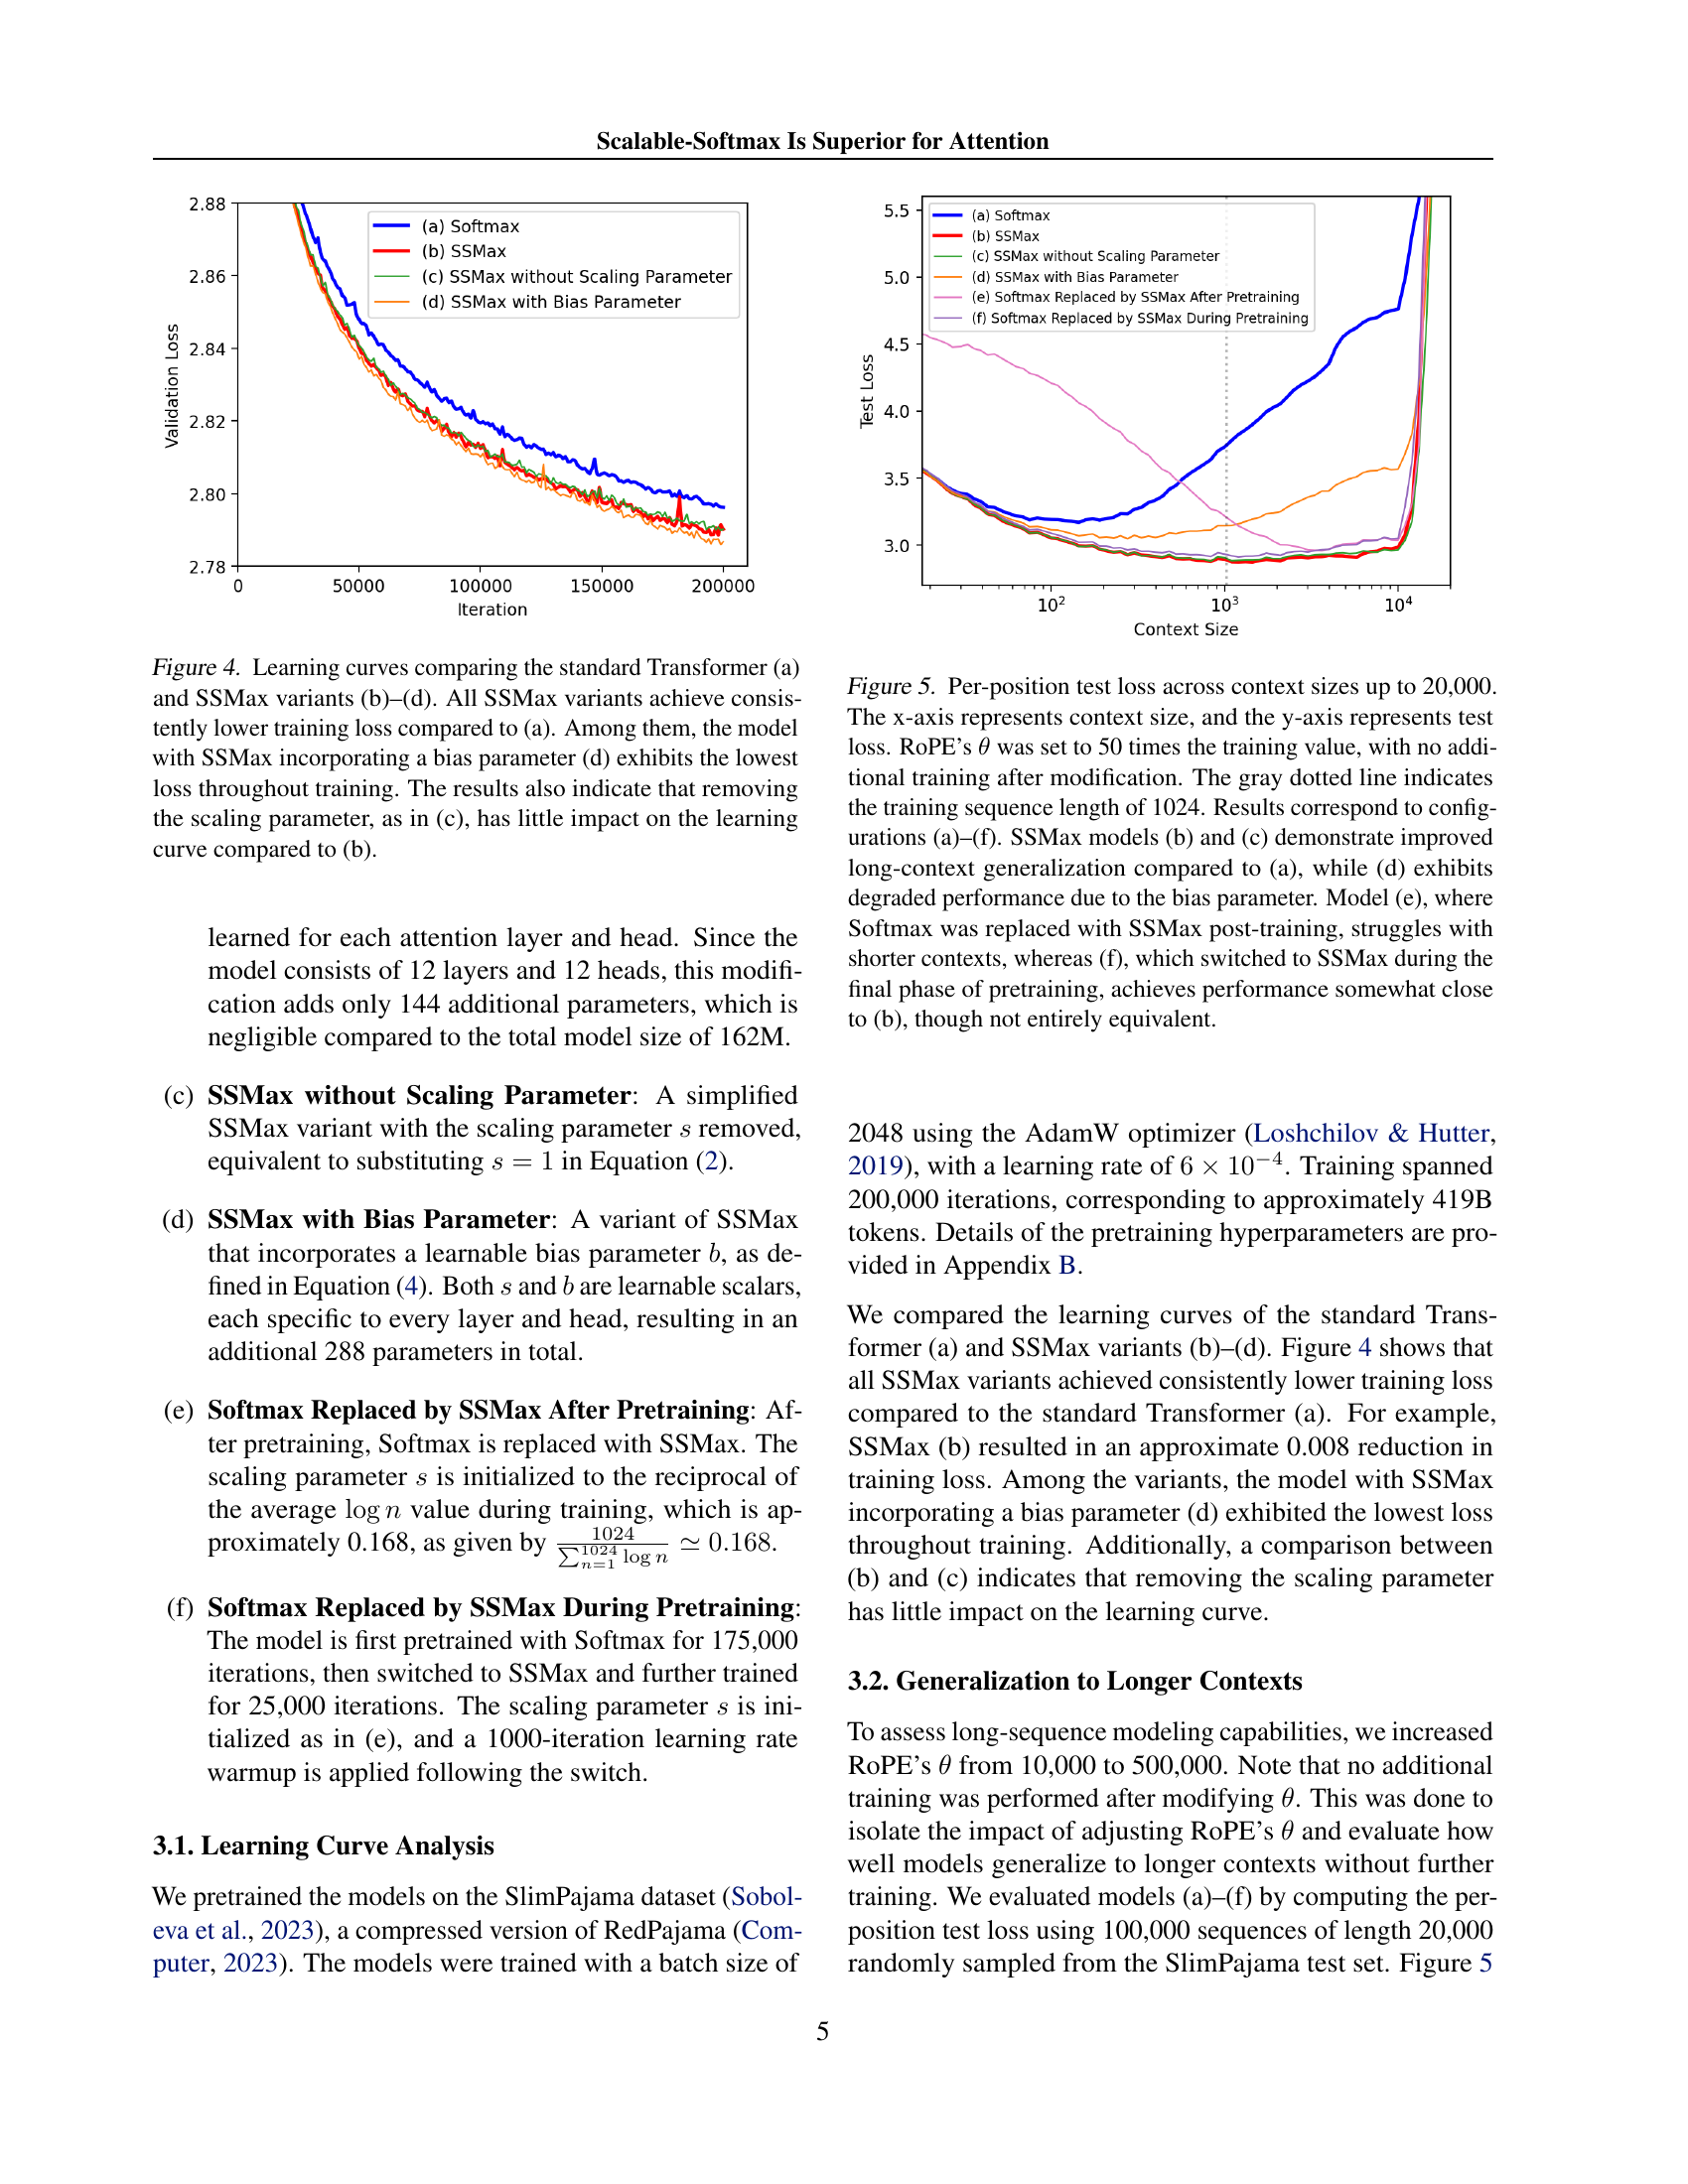 Scalable-Softmax Is Superior for Attention
2.88
2.86
2.84
2.82
2.80
2.78
Validation Loss
0
50000
100000
150000
200000
Iteration
(a) Softmax
(b) SSMax
(c) SSMax without Scaling Parameter
(d) SSMax with Bias Parameter
Figure 4. Learning curves comparing the standard Transformer (a)
and SSMax variants (b)–(d). All SSMax variants achieve consis-
tently lower training loss compared to (a). Among them, the model
with SSMax incorporating a bias parameter (d) exhibits the lowest
loss throughout training. The results also indicate that removing
the scaling parameter, as in (c), has little impact on the learning
curve compared to (b).
learned for each attention layer and head. Since the
model consists of 12 layers and 12 heads, this modifi-
cation adds only 144 additional parameters, which is
negligible compared to the total model size of 162M.
(c) SSMax without Scaling Parameter: A simplified
SSMax variant with the scaling parameter s removed,
equivalent to substituting s = 1 in Equation (2).
(d) SSMax with Bias Parameter: A variant of SSMax
that incorporates a learnable bias parameter b, as de-
fined in Equation (4). Both s and b are learnable scalars,
each specific to every layer and head, resulting in an
additional 288 parameters in total.
(e) Softmax Replaced by SSMax After Pretraining: Af-
ter pretraining, Softmax is replaced with SSMax. The
scaling parameter s is initialized to the reciprocal of
the average log n value during training, which is ap-
proximately 0.168, as given by 1024 / ∑_{n=1}^{1024} log n ≃ 0.168.
(f) Softmax Replaced by SSMax During Pretraining:
The model is first pretrained with Softmax for 175,000
iterations, then switched to SSMax and further trained
for 25,000 iterations. The scaling parameter s is ini-
tialized as in (e), and a 1000-iteration learning rate
warmup is applied following the switch.
3.1. Learning Curve Analysis
We pretrained the models on the SlimPajama dataset (Sobol-
eva et al., 2023), a compressed version of RedPajama (Com-
puter, 2023). The models were trained with a batch size of
5.5
5.0
4.5
4.0
3.5
3.0
Test Loss
10²
10³
10⁴
Context Size
(a) Softmax
(b) SSMax
(c) SSMax without Scaling Parameter
(d) SSMax with Bias Parameter
(e) Softmax Replaced by SSMax After Pretraining
(f) Softmax Replaced by SSMax During Pretraining
Figure 5. Per-position test loss across context sizes up to 20,000.
The x-axis represents context size, and the y-axis represents test
loss. RoPE's θ was set to 50 times the training value, with no addi-
tional training after modification. The gray dotted line indicates
the training sequence length of 1024. Results correspond to config-
urations (a)–(f). SSMax models (b) and (c) demonstrate improved
long-context generalization compared to (a), while (d) exhibits
degraded performance due to the bias parameter. Model (e), where
Softmax was replaced with SSMax post-training, struggles with
shorter contexts, whereas (f), which switched to SSMax during the
final phase of pretraining, achieves performance somewhat close
to (b), though not entirely equivalent.
2048 using the AdamW optimizer (Loshchilov & Hutter,
2019), with a learning rate of 6 × 10⁻⁴. Training spanned
200,000 iterations, corresponding to approximately 419B
tokens. Details of the pretraining hyperparameters are pro-
vided in Appendix B.
We compared the learning curves of the standard Trans-
former (a) and SSMax variants (b)–(d). Figure 4 shows that
all SSMax variants achieved consistently lower training loss
compared to the standard Transformer (a). For example,
SSMax (b) resulted in an approximate 0.008 reduction in
training loss. Among the variants, the model with SSMax
incorporating a bias parameter (d) exhibited the lowest loss
throughout training. Additionally, a comparison between
(b) and (c) indicates that removing the scaling parameter
has little impact on the learning curve.
3.2. Generalization to Longer Contexts
To assess long-sequence modeling capabilities, we increased
RoPE's θ from 10,000 to 500,000. Note that no additional
training was performed after modifying θ. This was done to
isolate the impact of adjusting RoPE's θ and evaluate how
well models generalize to longer contexts without further
training. We evaluated models (a)–(f) by computing the per-
position test loss using 100,000 sequences of length 20,000
randomly sampled from the SlimPajama test set. Figure 5
5